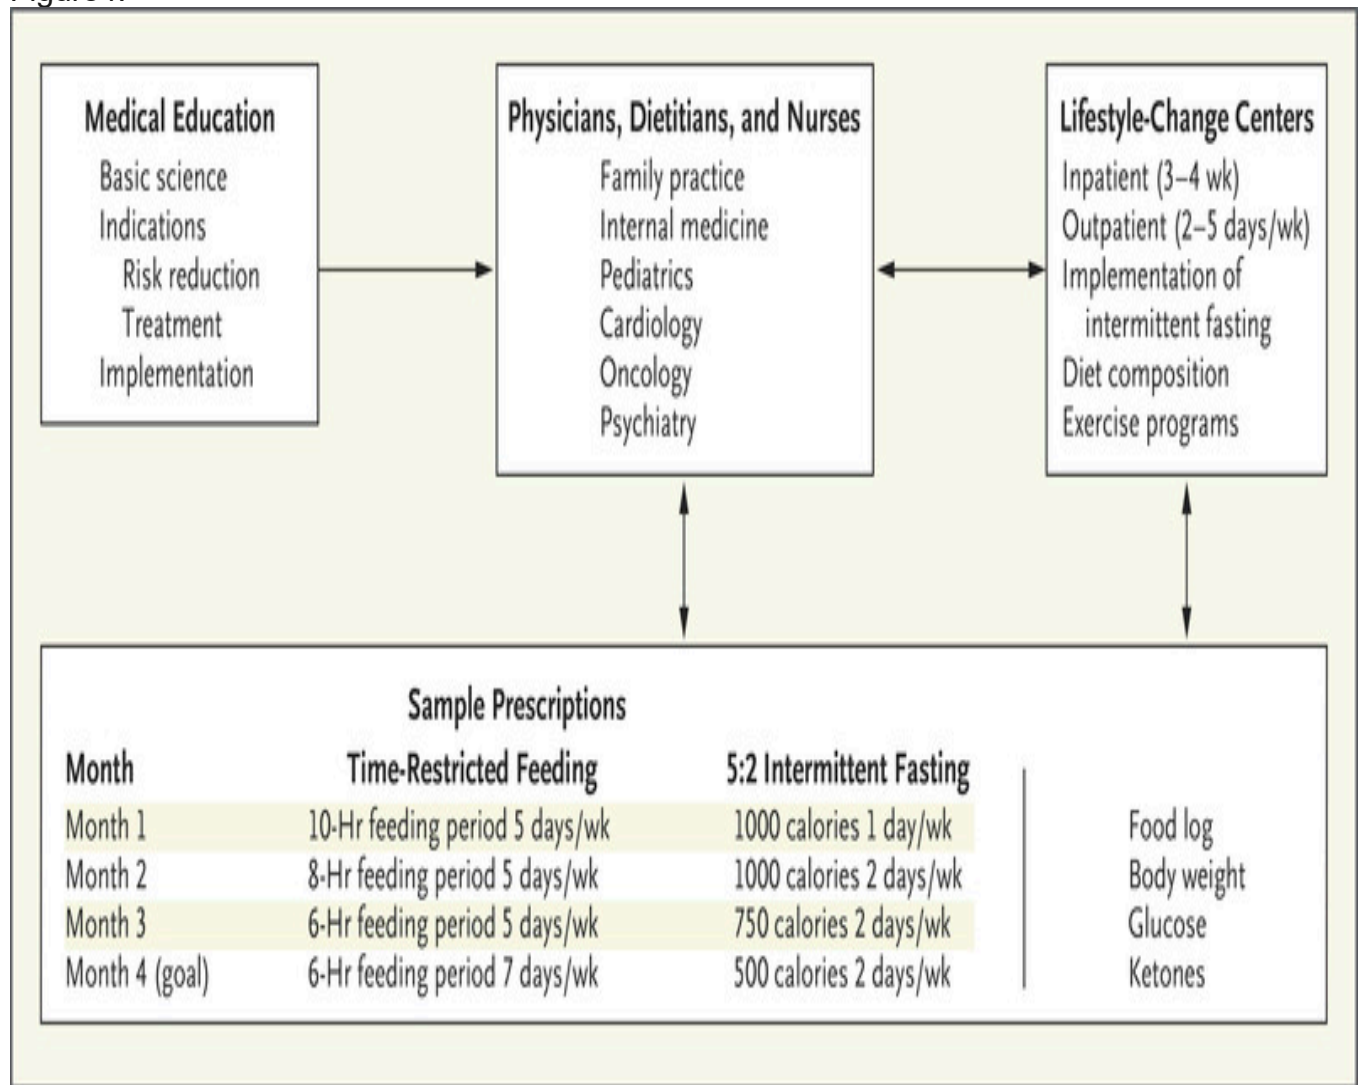 Medical Education
Basic science
Indications
Risk reduction
Treatment
Implementation
Physicians, Dietitians, and Nurses
Family practice
Internal medicine
Pediatrics
Cardiology
Oncology
Psychiatry
Lifestyle-Change Centers
Inpatient (3–4 wk)
Outpatient (2–5 days/wk)
Implementation of
intermittent fasting
Diet composition
Exercise programs
Sample Prescriptions
Month Time-Restricted Feeding 5:2 Intermittent Fasting
Month 1 10-Hr feeding period 5 days/wk 1000 calories 1 day/wk Food log
Month 2 8-Hr feeding period 5 days/wk 1000 calories 2 days/wk Body weight
Month 3 6-Hr feeding period 5 days/wk 750 calories 2 days/wk Glucose
Month 4 (goal) 6-Hr feeding period 7 days/wk 500 calories 2 days/wk Ketones